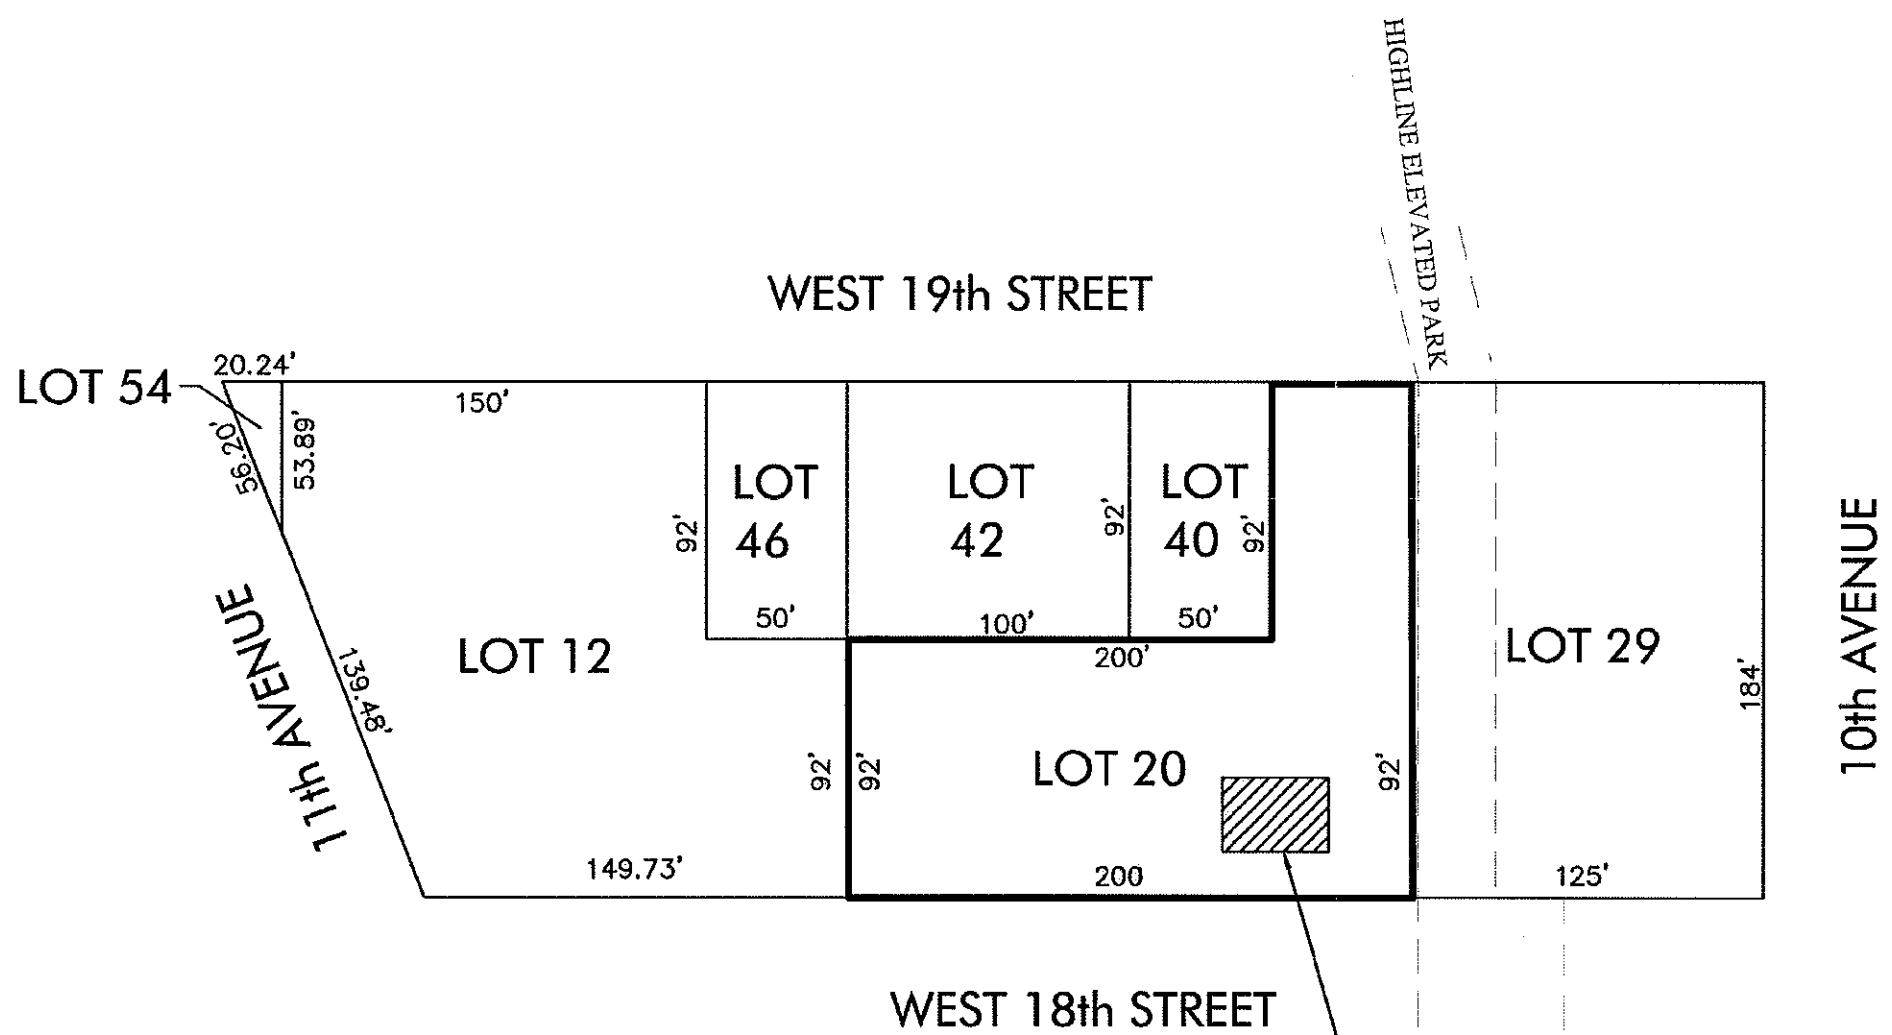 HIGHLINE ELEVATED PARK
WEST 19th STREET
20.24'
LOT 54
150'
56.20'
53.89'
LOT
46
92'
50'
LOT
42
92'
100'
LOT
40
92'
50'
200'
LOT 12
11th AVENUE
139.48'
149.73'
92'
92'
LOT 20
92'
200
LOT 29
184'
125'
10th AVENUE
WEST 18th STREET